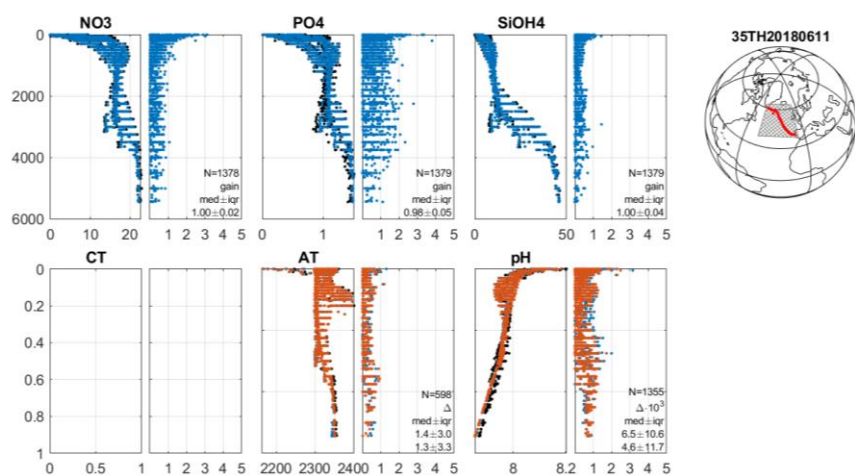 NO3
PO4
SiOH4
35TH20180611
0
2000
4000
6000
N=1378
gain
med±iqr
1.00±0.02
N=1379
gain
med±iqr
0.98±0.05
N=1379
gain
med±iqr
1.00±0.04
0 10 20 1 2 3 4 5
0 1 1 2 3 4 5
0 50 1 2 3 4 5
CT
AT
pH
0
0.2
0.4
0.6
0.8
1
N=598
Δ
med±iqr
1.4±3.0
1.3±3.3
N=1355
Δ·10³
med±iqr
6.5±10.6
4.6±11.7
0 0.5 1 1 2 3 4 5
2200 2300 2400 1 2 3 4 5
8 8.2 1 2 3 4 5